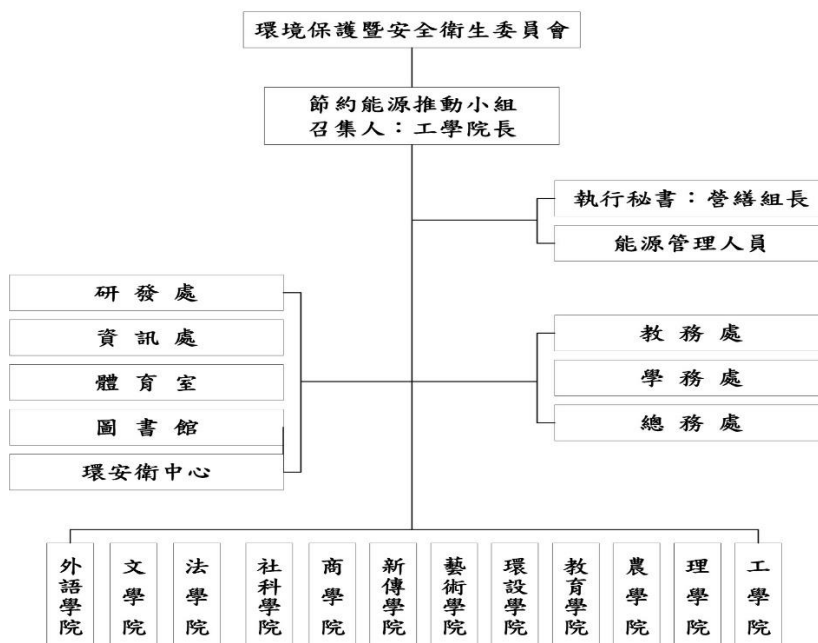 環境保護暨安全衛生委員會
節約能源推動小組
召集人：工學院長
執行秘書：營繕組長
能源管理人員
研發處
資訊處
體育室
圖書館
環安衛中心
教務處
學務處
總務處
外語學院
文學院
法學院
社科學院
商學院
新傳學院
藝術學院
環設學院
教育學院
農學院
理學院
工學院